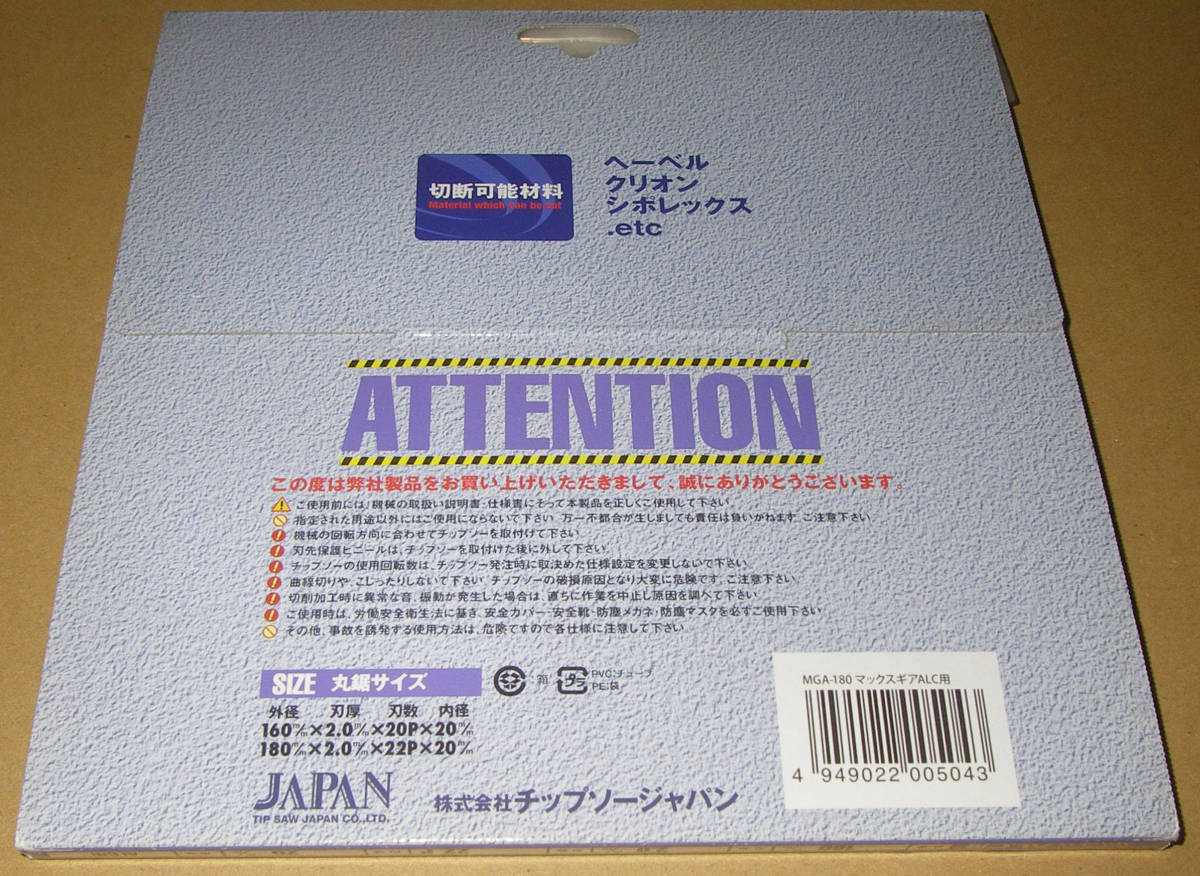 切断可能材料
Material which can be cut
ヘーベル
クリオン
シポレックス
.etc
ATTENTION
この度は弊社製品をお買い上げいただきまして、誠にありがとうございます。
ご使用前には、機械の取扱い説明書・仕様書にそって本製品を正しくご使用して下さい。
指定された用途以外にはご使用にならないで下さい。万一不都合が生しましても責任は負いかねます。ご注意下さい。
機械の回転方向に合わせてチップソーを取付けて下さい。
刃先保護ビニールは、チップソーを取付けた後に外して下さい。
チップソーの使用回転数は、チップソー発注時に取決めた仕様設定を変更しないで下さい。
曲線切りや、こじったりしないで下さい。チップソーの破損原因となり大変に危険です。ご注意下さい。
切削加工時に異常な音、振動が発生した場合は、直ちに作業を中止し原因を調べて下さい。
ご使用時は、労働安全衛生法に基き、安全カバー・安全靴・防塵メガネ・防塵マスクを必ずご使用下さい。
その他、事故を誘発する使用方法は、危険ですので各仕様に注意して下さい。
SIZE 丸鋸サイズ
紙 箱 プラ PVC:チューブ
PE:袋
外径 刃厚 刃数 内径
160m/m×2.0m/m×20P×20m/m
180m/m×2.0m/m×22P×20m/m
JAPAN
TIP SAW JAPAN CO.,LTD.
株式会社チップソージャパン
MGA-180 マックスギアALC用
4 949022 005043